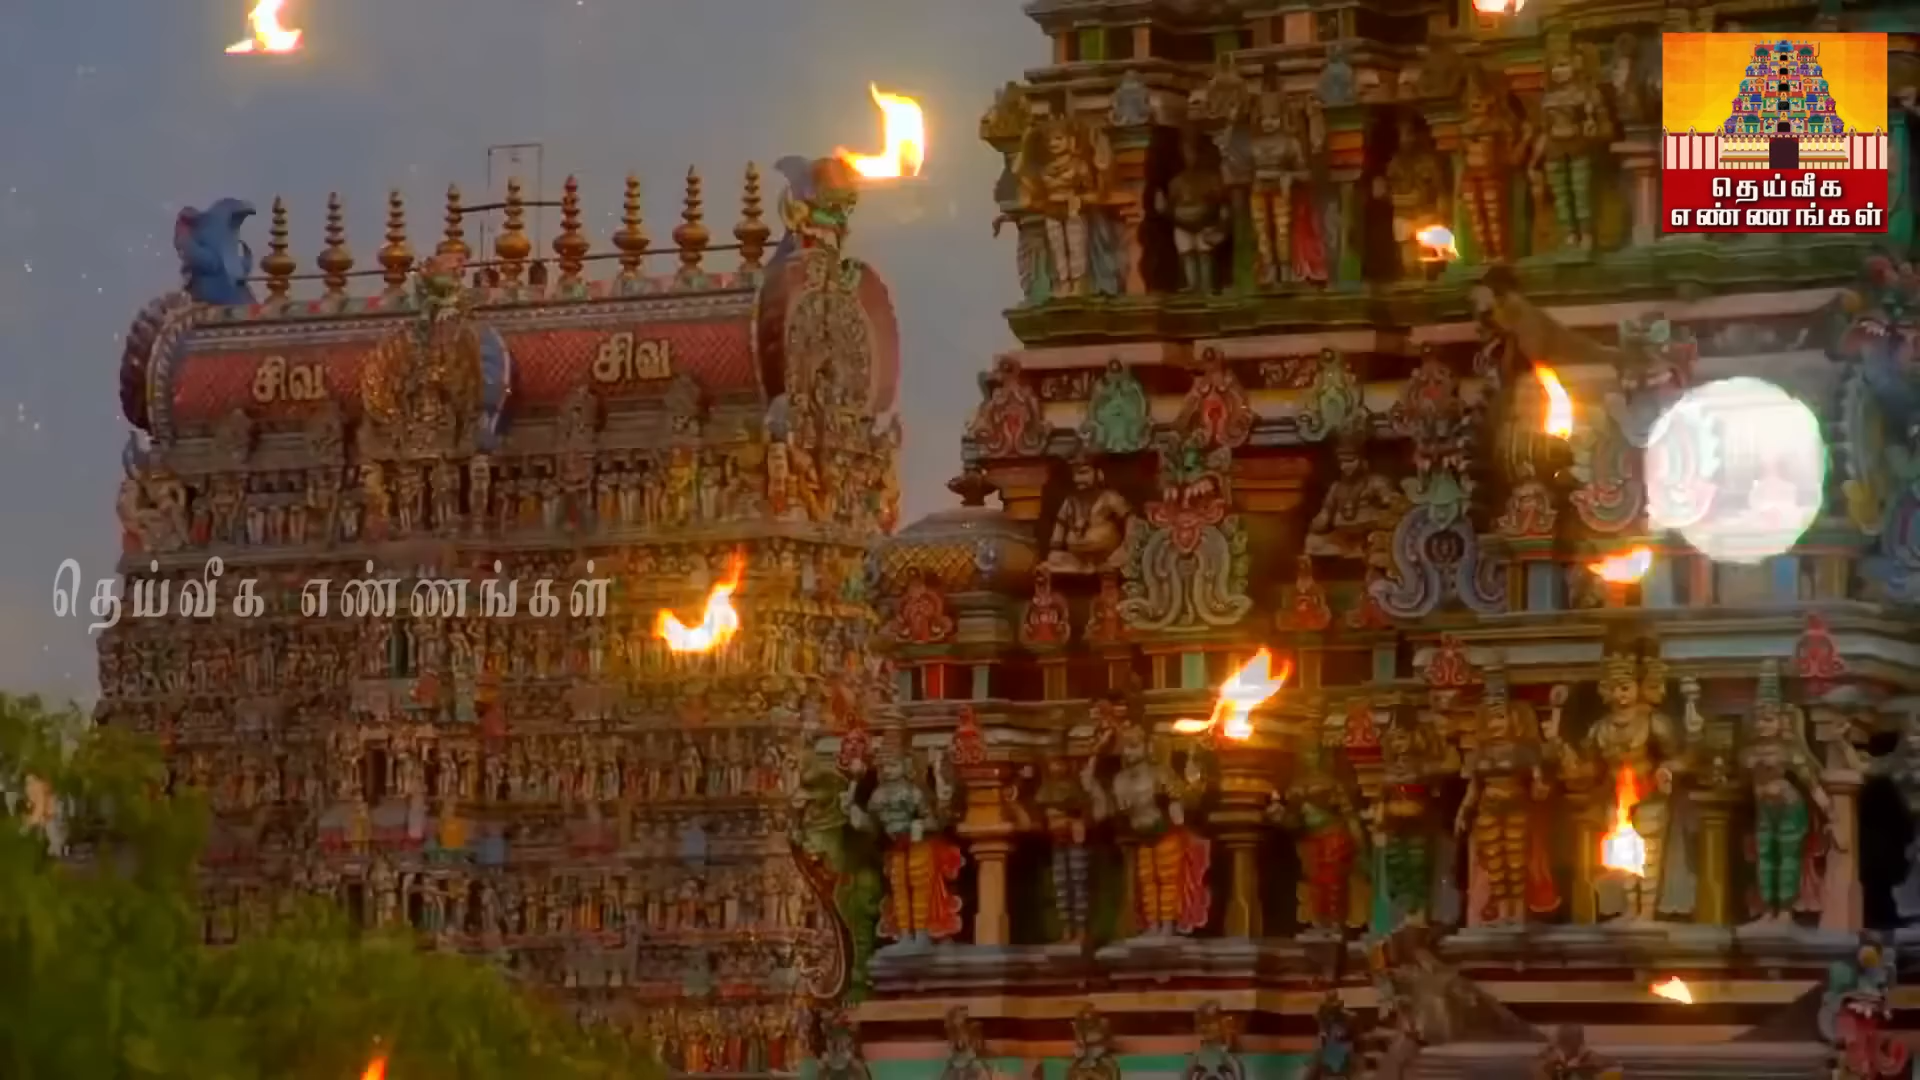 தெய்வீக
எண்ணங்கள்
சிவ சிவ
தெய்வீக எண்ணங்கள்